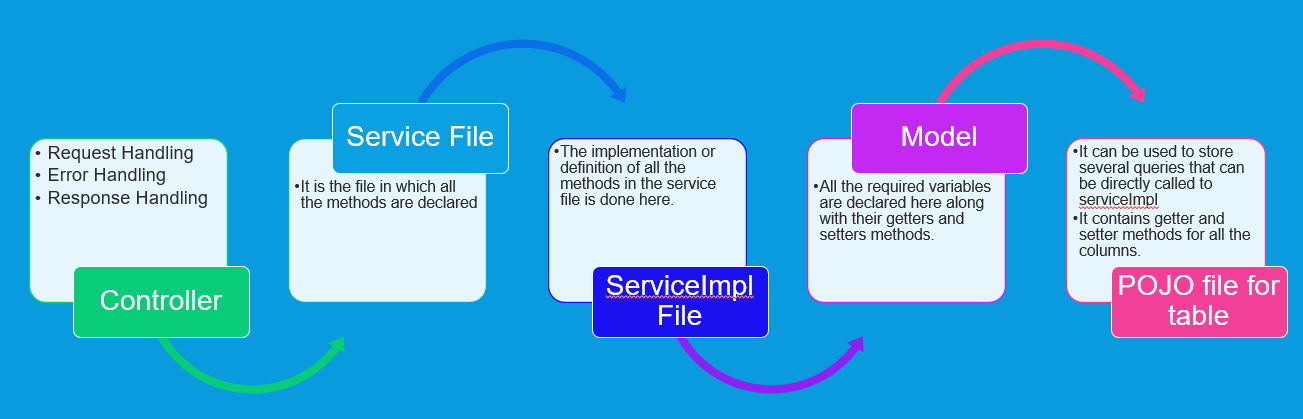 • Request Handling
• Error Handling
• Response Handling
Controller
Service File
•It is the file in which all
the methods are declared
•The implementation or
definition of all the
methods in the service
file is done here.
ServiceImpl
File
Model
•All the required variables
are declared here along
with their getters and
setters methods.
•It can be used to store
several queries that can
be directly called to
serviceImpl
•It contains getter and
setter methods for all the
columns.
POJO file for
table